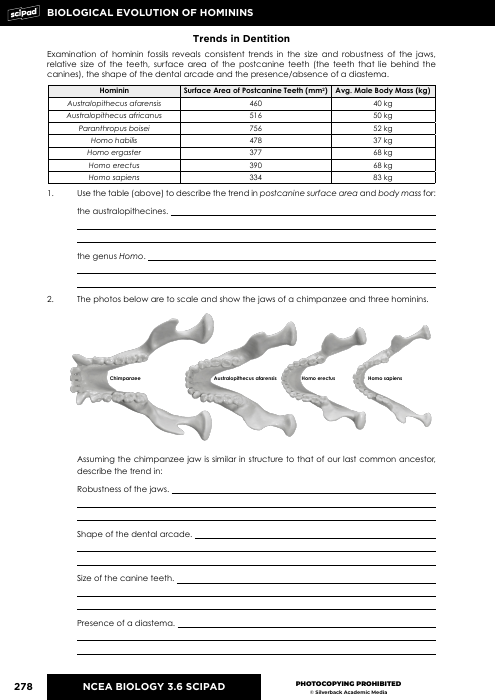 scipad BIOLOGICAL EVOLUTION OF HOMININS
Trends in Dentition
Examination of hominin fossils reveals consistent trends in the size and robustness of the jaws,
relative size of the teeth, surface area of the postcanine teeth (the teeth that lie behind the
canines), the shape of the dental arcade and the presence/absence of a diastema.
Hominin Surface Area of Postcanine Teeth (mm²) Avg. Male Body Mass (kg)
Australopithecus afarensis 460 40 kg
Australopithecus africanus 516 50 kg
Paranthropus boisei 756 52 kg
Homo habilis 478 37 kg
Homo ergaster 377 68 kg
Homo erectus 390 68 kg
Homo sapiens 334 83 kg
1. Use the table (above) to describe the trend in postcanine surface area and body mass for:
the australopithecines.
the genus Homo.
2. The photos below are to scale and show the jaws of a chimpanzee and three hominins.
Chimpanzee Australopithecus afarensis Homo erectus Homo sapiens
Assuming the chimpanzee jaw is similar in structure to that of our last common ancestor,
describe the trend in:
Robustness of the jaws.
Shape of the dental arcade.
Size of the canine teeth.
Presence of a diastema.
278 NCEA BIOLOGY 3.6 SCIPAD PHOTOCOPYING PROHIBITED
© Silverback Academic Media